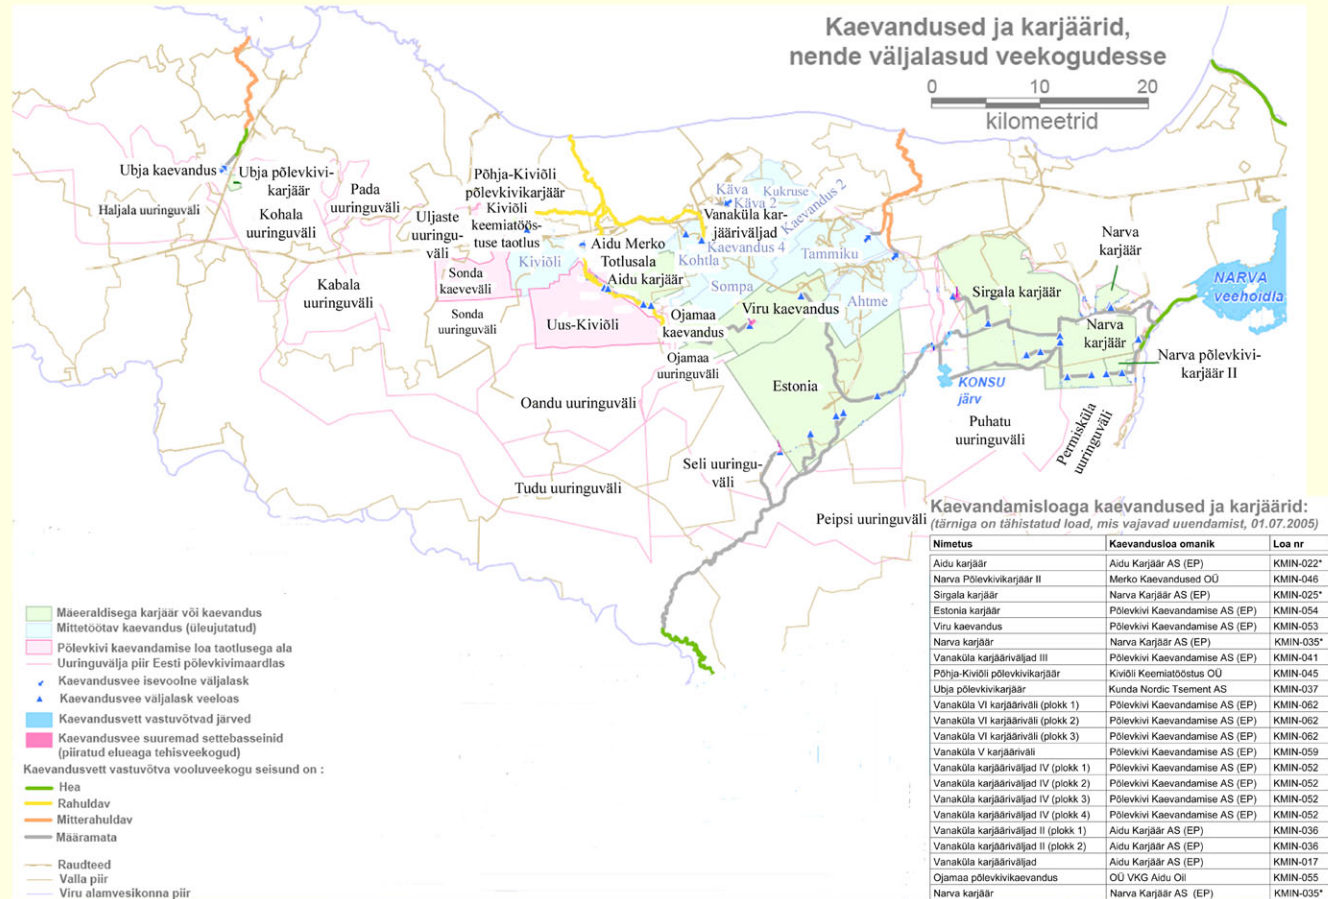 Kaevandused ja karjäärid,
nende väljalasud veekogudesse
0 10 20
kilomeetrid
Ubja kaevandus
Ubja põlevkivi-
karjäär
Haljala uuringuväli
Kohala
uuringuväli
Pada
uuringuväli
Põhja-Kiviõli
põlevkivikarjäär
Kiviõli
keemiatöös-
tuse taotlus
Uljaste
uuringu-
väli
Käva
Kukruse
Käva 2
Kaevandus 2
Vanaküla kar-
jääriväljad
Kaevandus 4
Kiviõli
Aidu Merko
Totlusala
Aidu karjäär
Kohtla
Tammiku
Sompa
Ahtme
Narva
karjäär
NARVA
veehoidla
Sonda
kaeveväli
Kabala
uuringuväli
Sonda
uuringuväli
Uus-Kiviõli
Ojamaa
kaevandus
Viru kaevandus
Sirgala karjäär
Narva
karjäär
Narva põlevkivi-
karjäär II
Ojamaa
uuringuväli
Estonia
KONSU
järv
Oandu uuringuväli
Puhatu
uuringuväli
Permisküla
uuringuväli
Seli uuringu-
väli
Tudu uuringuväli
Peipsi uuringuväli
Mäeeraldisega karjäär või kaevandus
Mittetöötav kaevandus (üleujutatud)
Põlevkivi kaevandamise loa taotlusega ala
Uuringuvälja piir Eesti põlevkivimaardlas
Kaevandusvee isevoolne väljalask
Kaevandusvee väljalask veeloas
Kaevandusvett vastuvõtvad järved
Kaevandusvee suuremad settebasseinid
(piiratud elueaga tehisveekogud)
Kaevandusvett vastuvõtva vooluveekogu seisund on :
Hea
Rahuldav
Mitterahuldav
Määramata
Raudteed
Valla piir
Viru alamvesikonna piir
Kaevandamisloaga kaevandused ja karjäärid:
(tärniga on tähistatud load, mis vajavad uuendamist, 01.07.2005)
Nimetus Kaevandusloa omanik Loa nr
Aidu karjäär Aidu Karjäär AS (EP) KMIN-022*
Narva Põlevkivikarjäär II Merko Kaevandused OÜ KMIN-046
Sirgala karjäär Narva Karjäär AS (EP) KMIN-025*
Estonia karjäär Põlevkivi Kaevandamise AS (EP) KMIN-054
Viru kaevandus Põlevkivi Kaevandamise AS (EP) KMIN-053
Narva karjäär Narva Karjäär AS (EP) KMIN-035*
Vanaküla karjääriväljad III Põlevkivi Kaevandamise AS (EP) KMIN-041
Põhja-Kiviõli põlevkivikarjäär Kiviõli Keemiatööstus OÜ KMIN-045
Ubja põlevkivikarjäär Kunda Nordic Tsement AS KMIN-037
Vanaküla VI karjääriväli (plokk 1) Põlevkivi Kaevandamise AS (EP) KMIN-062
Vanaküla VI karjääriväli (plokk 2) Põlevkivi Kaevandamise AS (EP) KMIN-062
Vanaküla VI karjääriväli (plokk 3) Põlevkivi Kaevandamise AS (EP) KMIN-062
Vanaküla V karjääriväli Põlevkivi Kaevandamise AS (EP) KMIN-059
Vanaküla karjääriväljad IV (plokk 1) Põlevkivi Kaevandamise AS (EP) KMIN-052
Vanaküla karjääriväljad IV (plokk 2) Põlevkivi Kaevandamise AS (EP) KMIN-052
Vanaküla karjääriväljad IV (plokk 3) Põlevkivi Kaevandamise AS (EP) KMIN-052
Vanaküla karjääriväljad IV (plokk 4) Põlevkivi Kaevandamise AS (EP) KMIN-052
Vanaküla karjääriväljad II (plokk 1) Aidu Karjäär AS (EP) KMIN-036
Vanaküla karjääriväljad II (plokk 2) Aidu Karjäär AS (EP) KMIN-036
Vanaküla karjääriväljad Aidu Karjäär AS (EP) KMIN-017
Ojamaa põlevkivikaevandus OÜ VKG Aidu Oil KMIN-055
Narva karjäär Narva Karjäär AS (EP) KMIN-035*